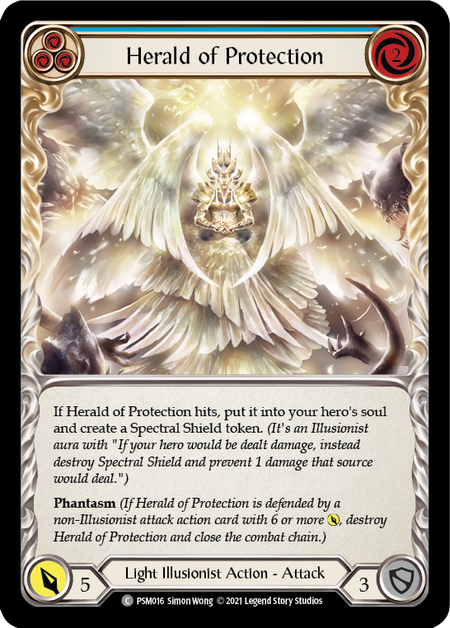 Herald of Protection
2
If Herald of Protection hits, put it into your hero's soul
and create a Spectral Shield token. (It's an Illusionist
aura with "If your hero would be dealt damage, instead
destroy Spectral Shield and prevent 1 damage that source
would deal.")
Phantasm (If Herald of Protection is defended by a
non-Illusionist attack action card with 6 or more , destroy
Herald of Protection and close the combat chain.)
5
Light Illusionist Action - Attack
3
C PSM016 Simon Wong © 2021 Legend Story Studios